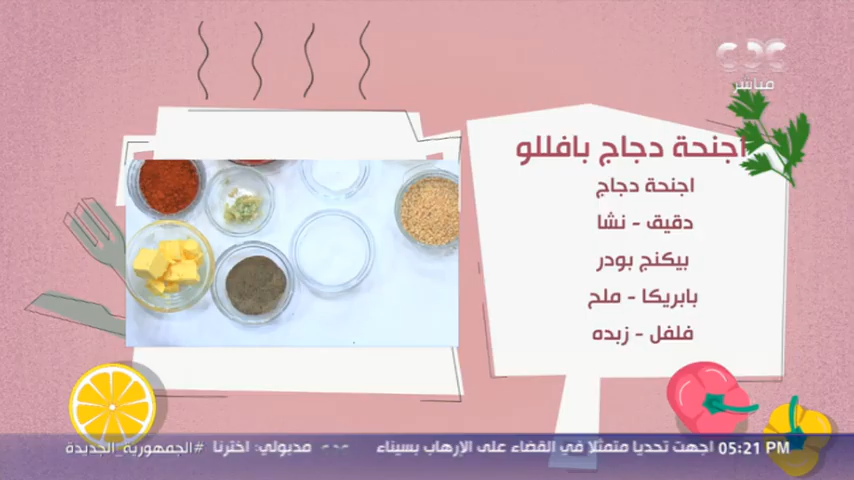 CBC
مباشر
اجنحة دجاج بافللو
اجنحة دجاج
دقيق - نشا
بيكنج بودر
بابريكا - ملح
فلفل - زبده
05:21 PM
اجهت تحديا متمثلا في القضاء على الإرهاب بسيناء
مدبولي: اخترنا
#الجمهورية_الجديدة